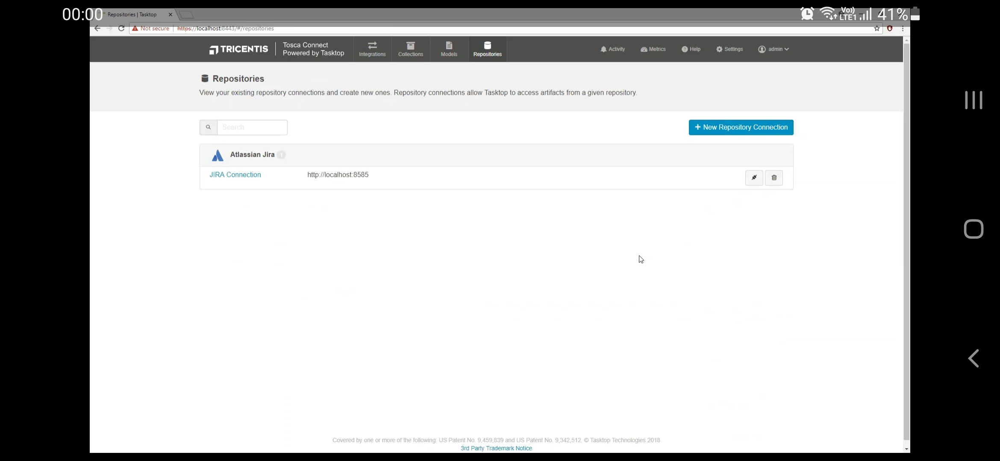 00:00
Repositories | Tasktop
Vo))
LTE1
41%
Not secure
https://localhost:8443/#/repositories
TRICENTIS
Tosca Connect
Powered by Tasktop
Integrations
Collections
Models
Repositories
Activity
Metrics
Help
Settings
admin
Repositories
View your existing repository connections and create new ones. Repository connections allow Tasktop to access artifacts from a given repository.
Search
+ New Repository Connection
Atlassian Jira 1
JIRA Connection
http://localhost:8585
Covered by one or more of the following: US Patent No. 9,459,839 and US Patent No. 9,342,512. © Tasktop Technologies 2018
3rd Party Trademark Notice